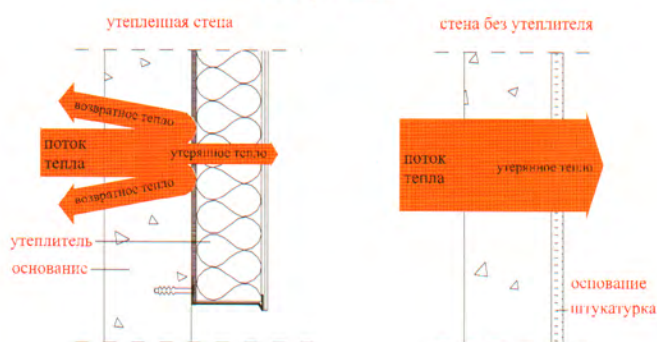 утепленная стена
возвратное тепло
поток
тепла
утерянное тепло
возвратное тепло
утеплитель
основание
стена без утеплителя
поток
тепла
утерянное тепло
основание
штукатурка